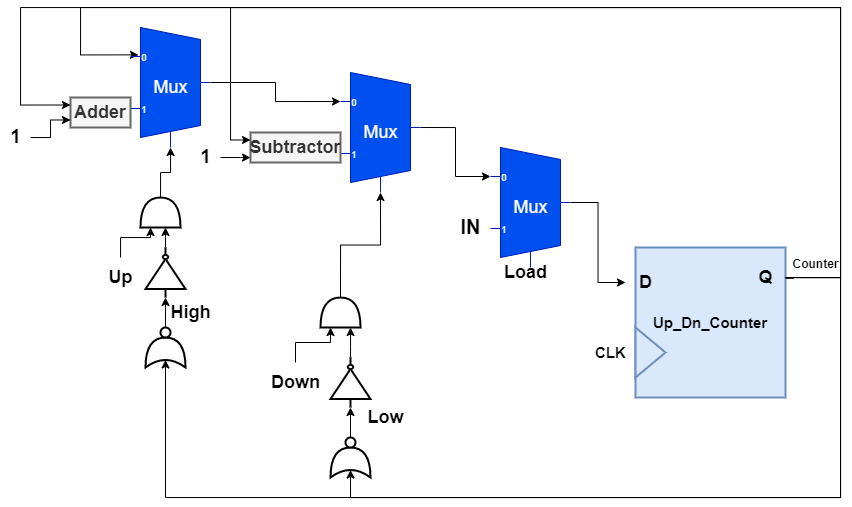 0
Mux
1
Adder
1
0
Mux
1
Subtractor
1
0
Mux
1
IN
Load
Up
High
Down
Low
D
Q
Counter
Up_Dn_Counter
CLK